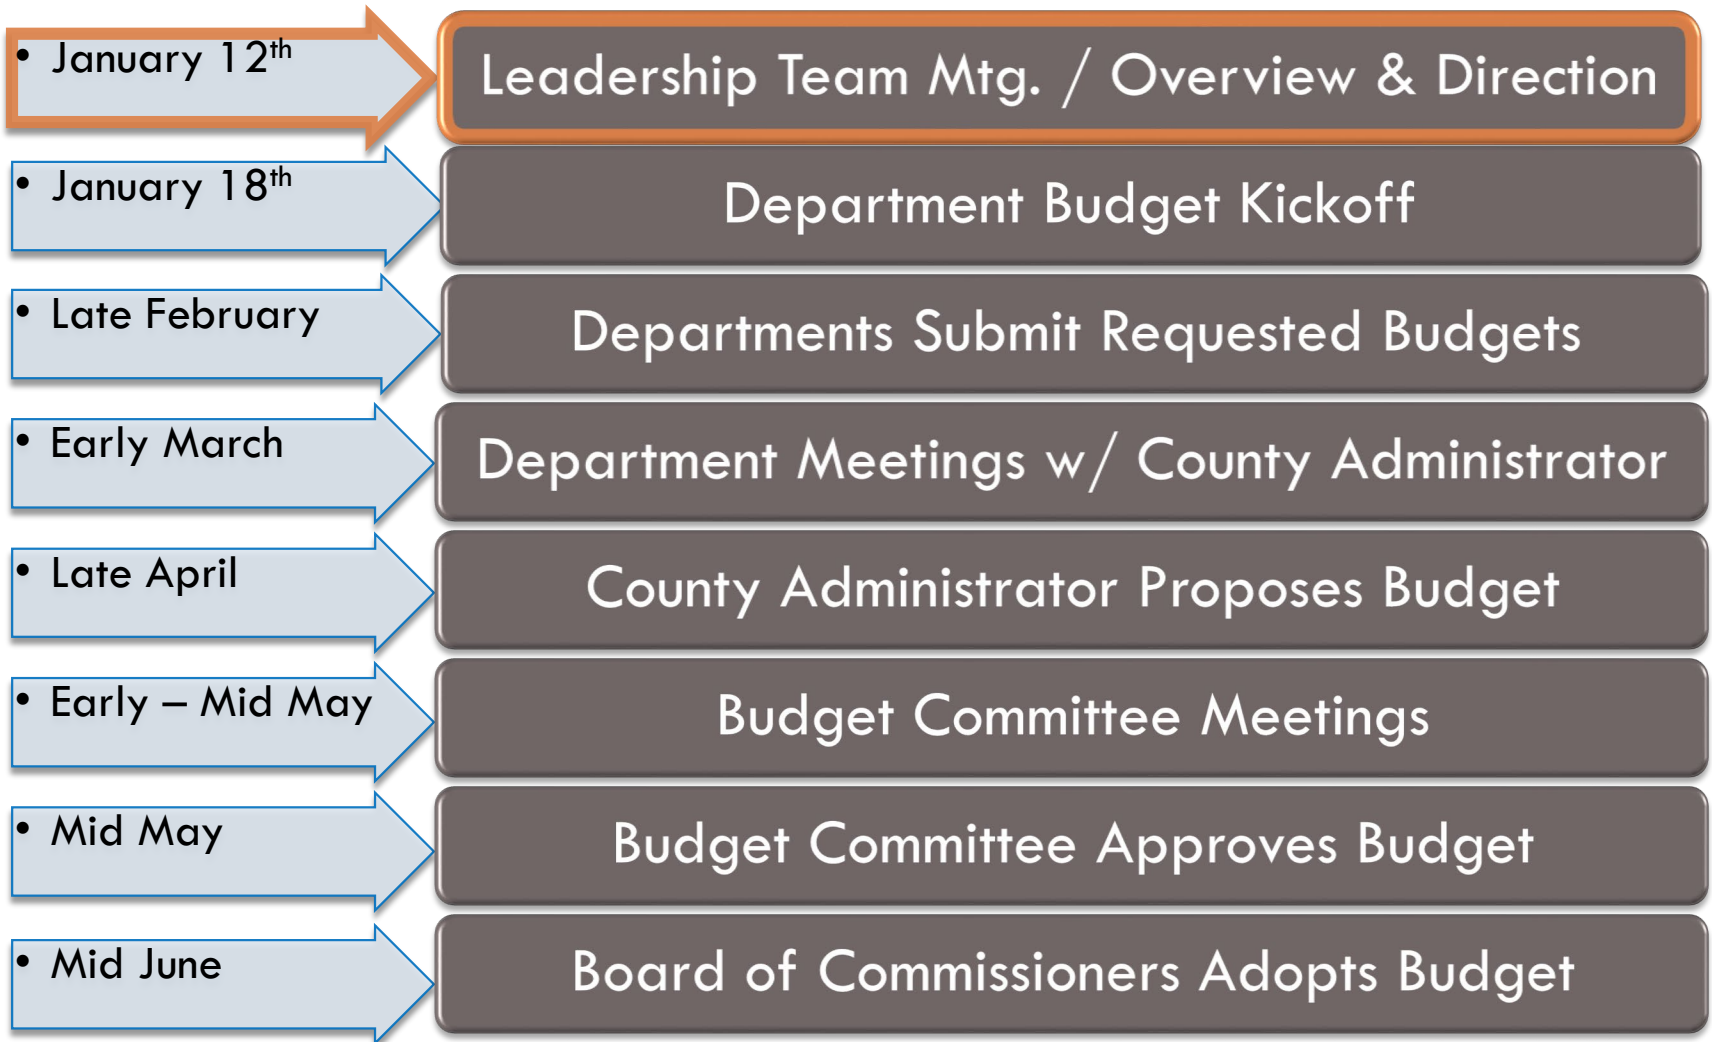 • January 12th
Leadership Team Mtg. / Overview & Direction
• January 18th
Department Budget Kickoff
• Late February
Departments Submit Requested Budgets
• Early March
Department Meetings w/ County Administrator
• Late April
County Administrator Proposes Budget
• Early – Mid May
Budget Committee Meetings
• Mid May
Budget Committee Approves Budget
• Mid June
Board of Commissioners Adopts Budget